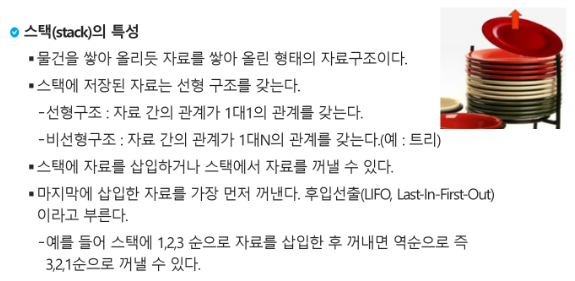 스택(stack)의 특성
▪물건을 쌓아 올리듯 자료를 쌓아 올린 형태의 자료구조이다.
▪스택에 저장된 자료는 선형 구조를 갖는다.
-선형구조 : 자료 간의 관계가 1대1의 관계를 갖는다.
-비선형구조 : 자료 간의 관계가 1대N의 관계를 갖는다.(예 : 트리)
▪스택에 자료를 삽입하거나 스택에서 자료를 꺼낼 수 있다.
▪마지막에 삽입한 자료를 가장 먼저 꺼낸다. 후입선출(LIFO, Last-In-First-Out)
이라고 부른다.
-예를 들어 스택에 1,2,3 순으로 자료를 삽입한 후 꺼내면 역순으로 즉
3,2,1순으로 꺼낼 수 있다.